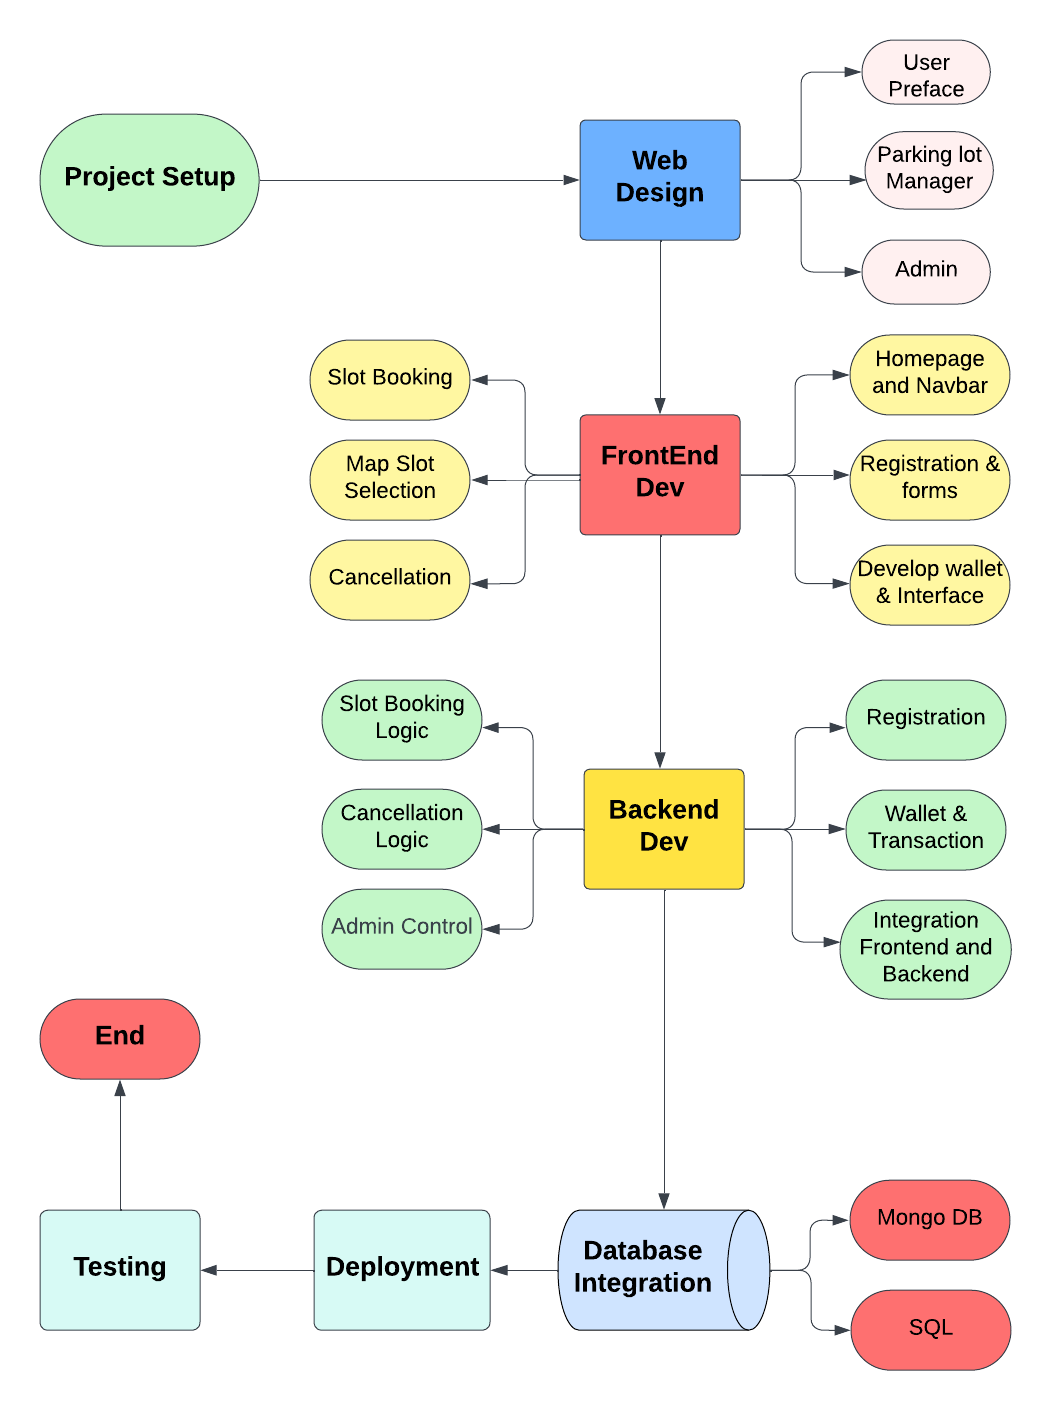 Project Setup
Web
Design
User
Preface
Parking lot
Manager
Admin
Slot Booking
Map Slot
Selection
Cancellation
FrontEnd
Dev
Homepage
and Navbar
Registration &
forms
Develop wallet
& Interface
Slot Booking
Logic
Cancellation
Logic
Admin Control
Backend
Dev
Registration
Wallet &
Transaction
Integration
Frontend and
Backend
End
Testing
Deployment
Database
Integration
Mongo DB
SQL